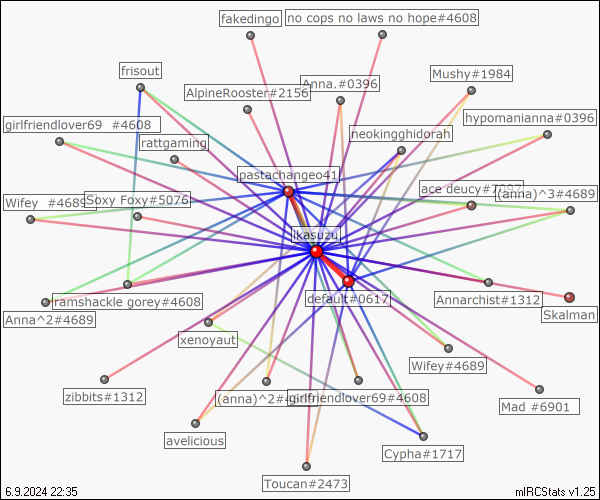 fakedingo
no cops no laws no hope#4608
frisout
Mushy#1984
AlpineRooster#2156
Anna.#0396
girlfriendlover69 #4608
hypomanianna#0396
neokingghidorah
rattgaming
pastachangeo41
ace deucy#7097
(anna)^3#4689
Wifey #4689
Soxy Foxy#5076
ikasuzu
ramshackle gorey#4608
default#0617
Annarchist#1312
Skalman
Anna^2#4689
xenoyaut
Wifey#4689
zibbits#1312
(anna)^2#4
girlfriendlover69#4608
Mad #6901
avelicious
Cypha#1717
Toucan#2473
6.9.2024 22:35
mIRCStats v1.25